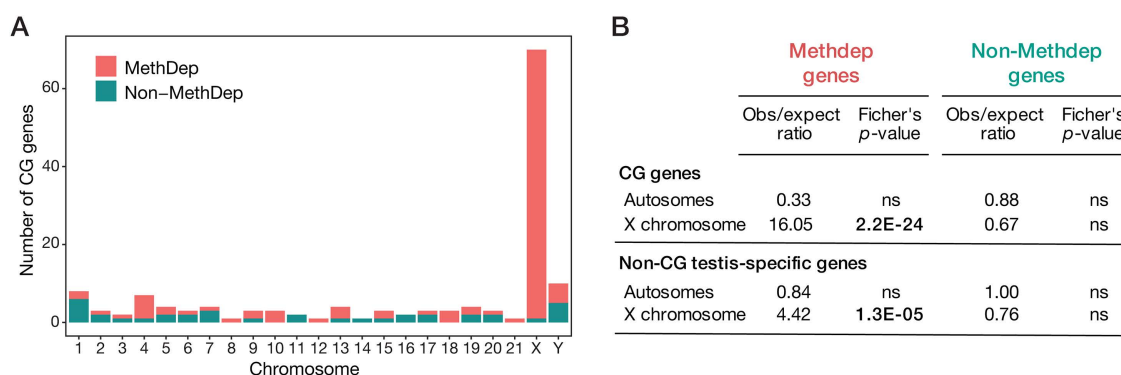 A
MethDep
Non−MethDep
Number of CG genes
60
40
20
0
1 2 3 4 5 6 7 8 9 10 11 12 13 14 15 16 17 18 19 20 21 X Y
Chromosome
B
Methdep genes Non-Methdep genes
Obs/expect ratio Ficher's p-value Obs/expect ratio Ficher's p-value
CG genes
Autosomes 0.33 ns 0.88 ns
X chromosome 16.05 2.2E-24 0.67 ns
Non-CG testis-specific genes
Autosomes 0.84 ns 1.00 ns
X chromosome 4.42 1.3E-05 0.76 ns